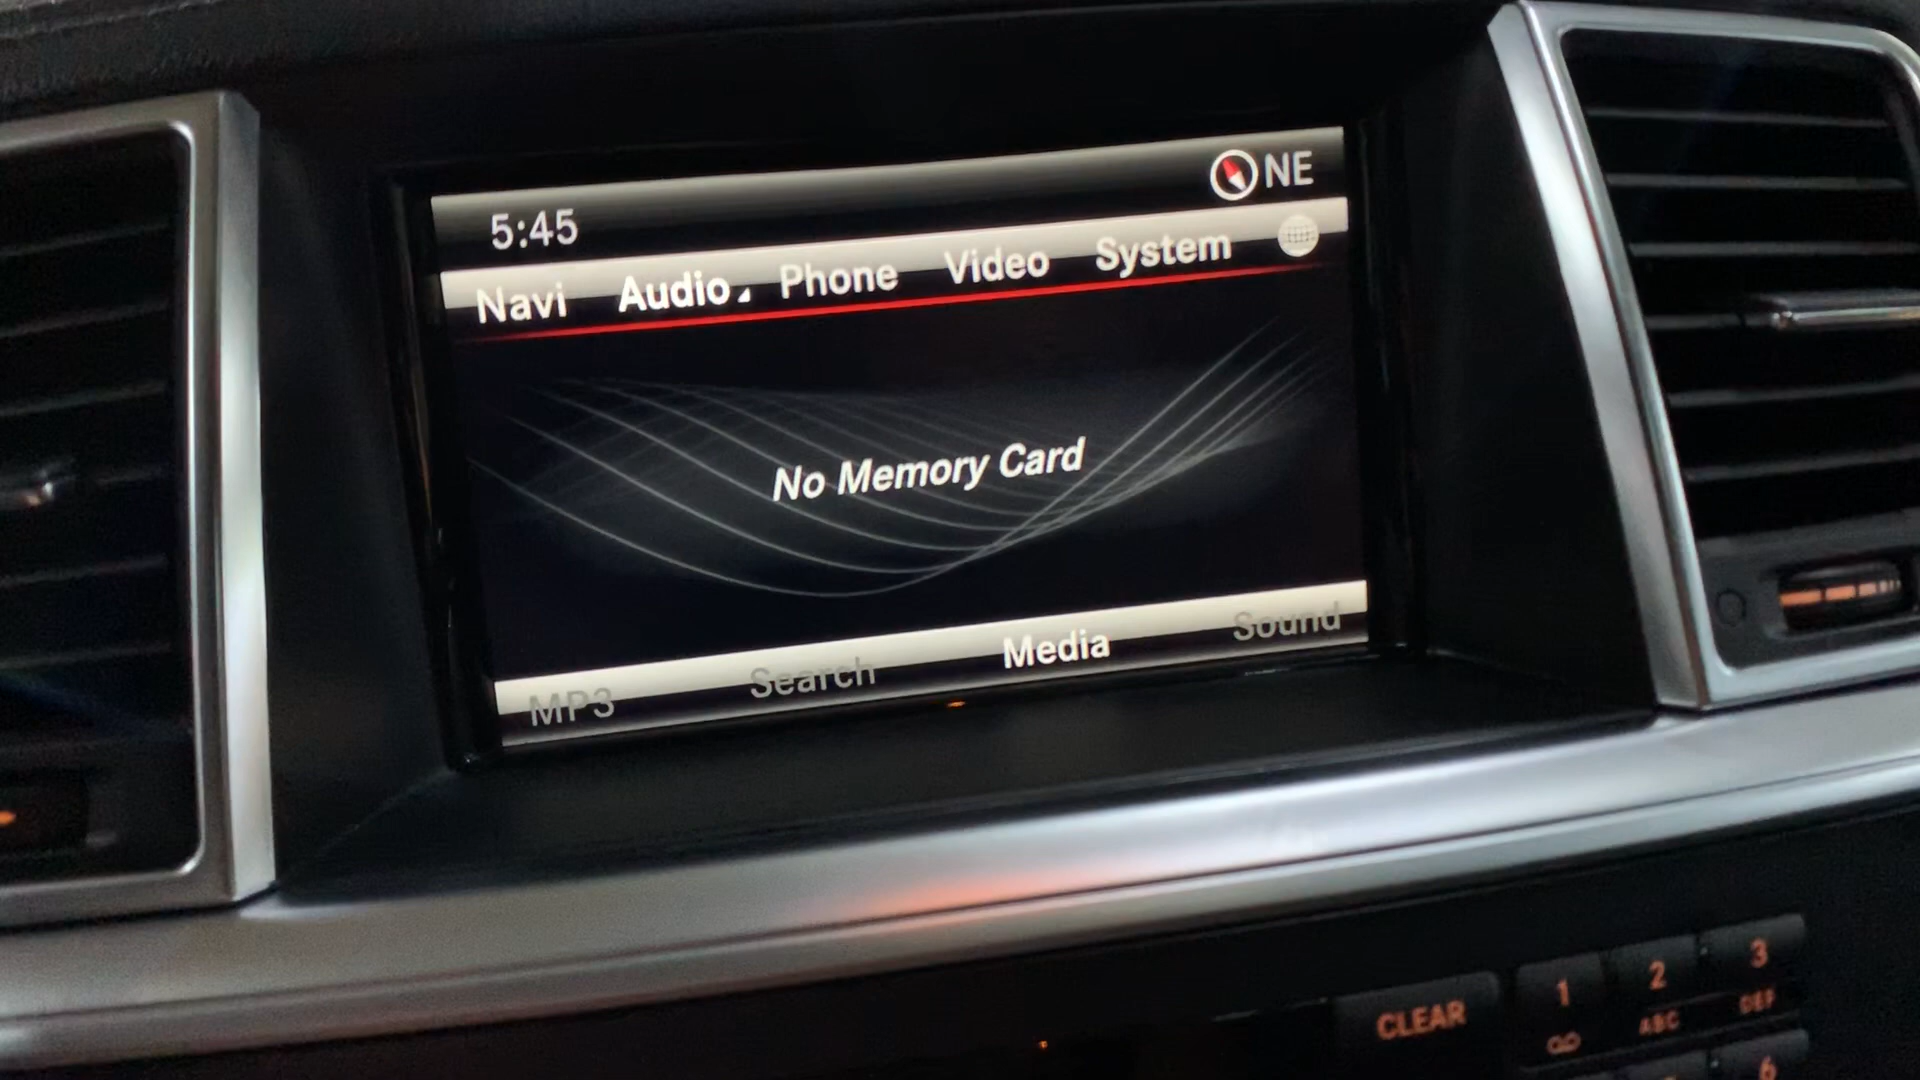 NE
5:45
Navi Audio Phone Video System
No Memory Card
MP3 Search Media Sound
CLEAR 1 2 3
ABC DEF
6